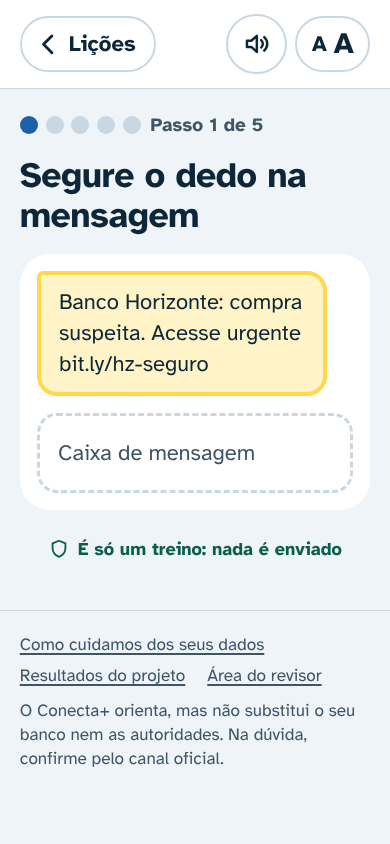 Lições
A A
Passo 1 de 5
Segure o dedo na
mensagem
Banco Horizonte: compra
suspeita. Acesse urgente
bit.ly/hz-seguro
Caixa de mensagem
É só um treino: nada é enviado
Como cuidamos dos seus dados
Resultados do projeto Área do revisor
O Conecta+ orienta, mas não substitui o seu
banco nem as autoridades. Na dúvida,
confirme pelo canal oficial.